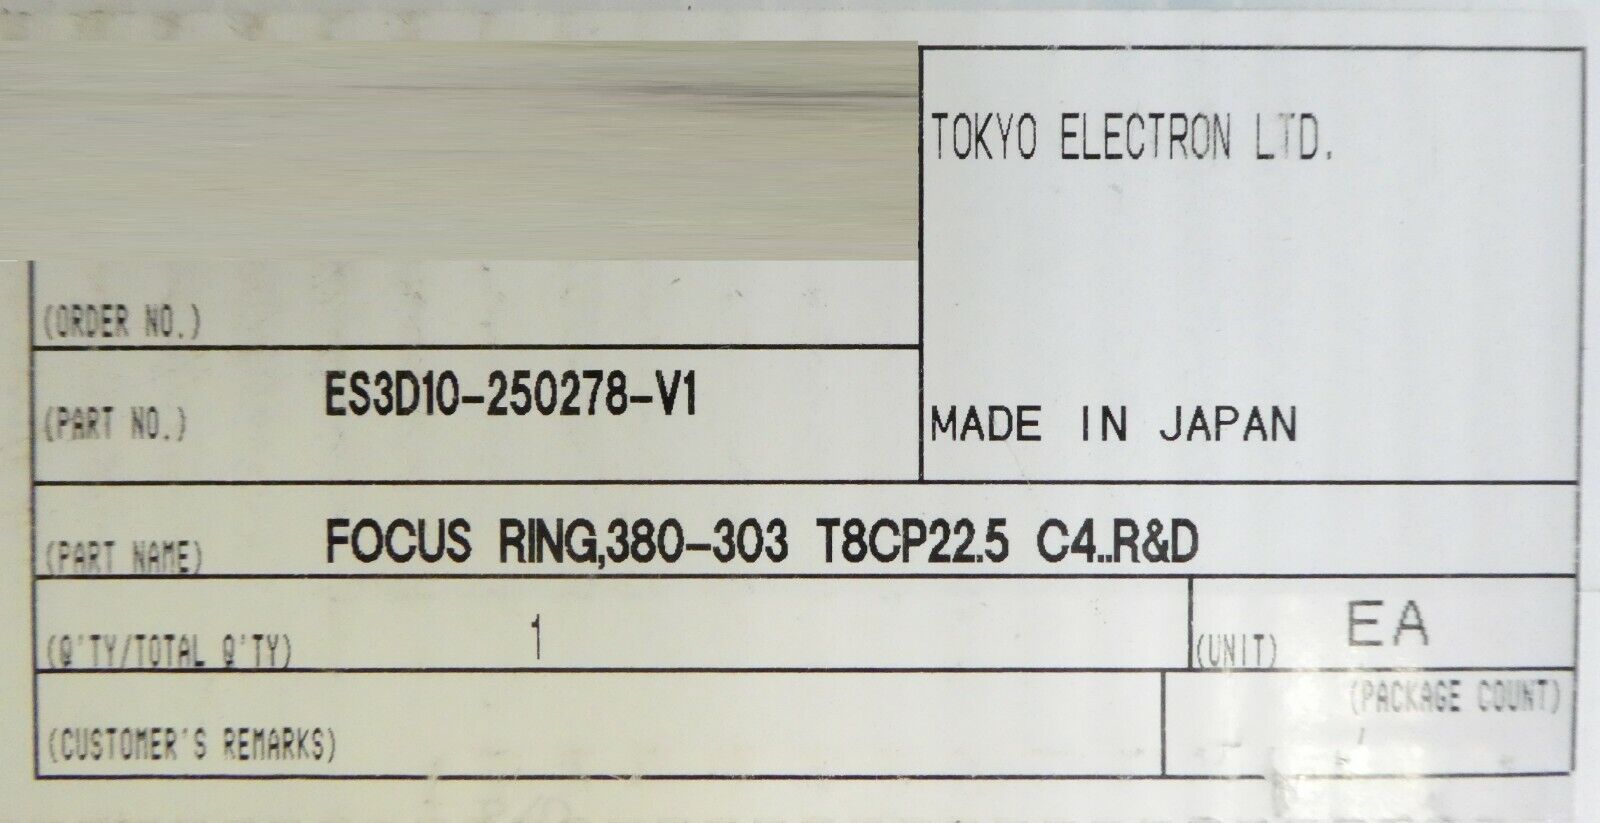 TOKYO ELECTRON LTD.
(ORDER NO.)
(PART NO.) ES3D10-250278-V1
MADE IN JAPAN
(PART NAME) FOCUS RING,380-303 T8CP22.5 C4..R&D
(Q'TY/TOTAL Q'TY) 1
(UNIT) EA
(PACKAGE COUNT)
/
(CUSTOMER'S REMARKS)